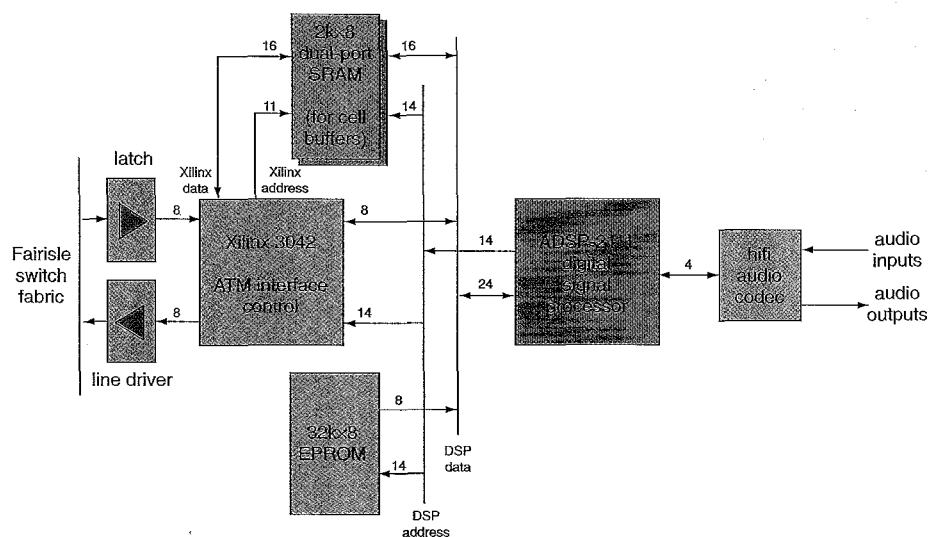 16
2k×8
dual-port
SRAM
(for cell
buffers)
16
11
14
latch
Xilinx
data
Xilinx
address
8
Fairisle
switch
fabric
Xilinx 3042
ATM interface
control
8
14
digital
signal
processor
24
4
hifi
audio
codec
audio
inputs
audio
outputs
8
14
line driver
32k×8
EPROM
8
14
DSP
data
DSP
address